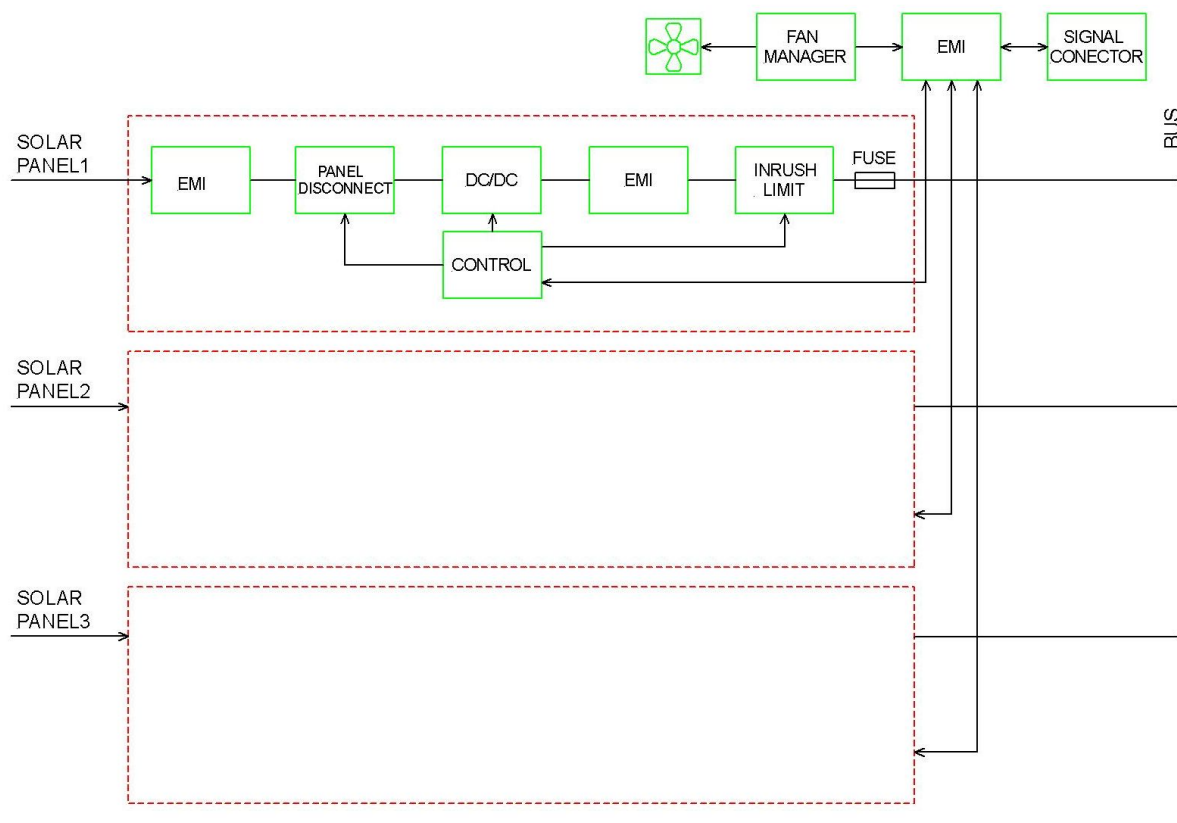 FAN
MANAGER
EMI
SIGNAL
CONECTOR
BUS
SOLAR
PANEL1
EMI
PANEL
DISCONNECT
DC/DC
EMI
INRUSH
LIMIT
FUSE
CONTROL
SOLAR
PANEL2
SOLAR
PANEL3